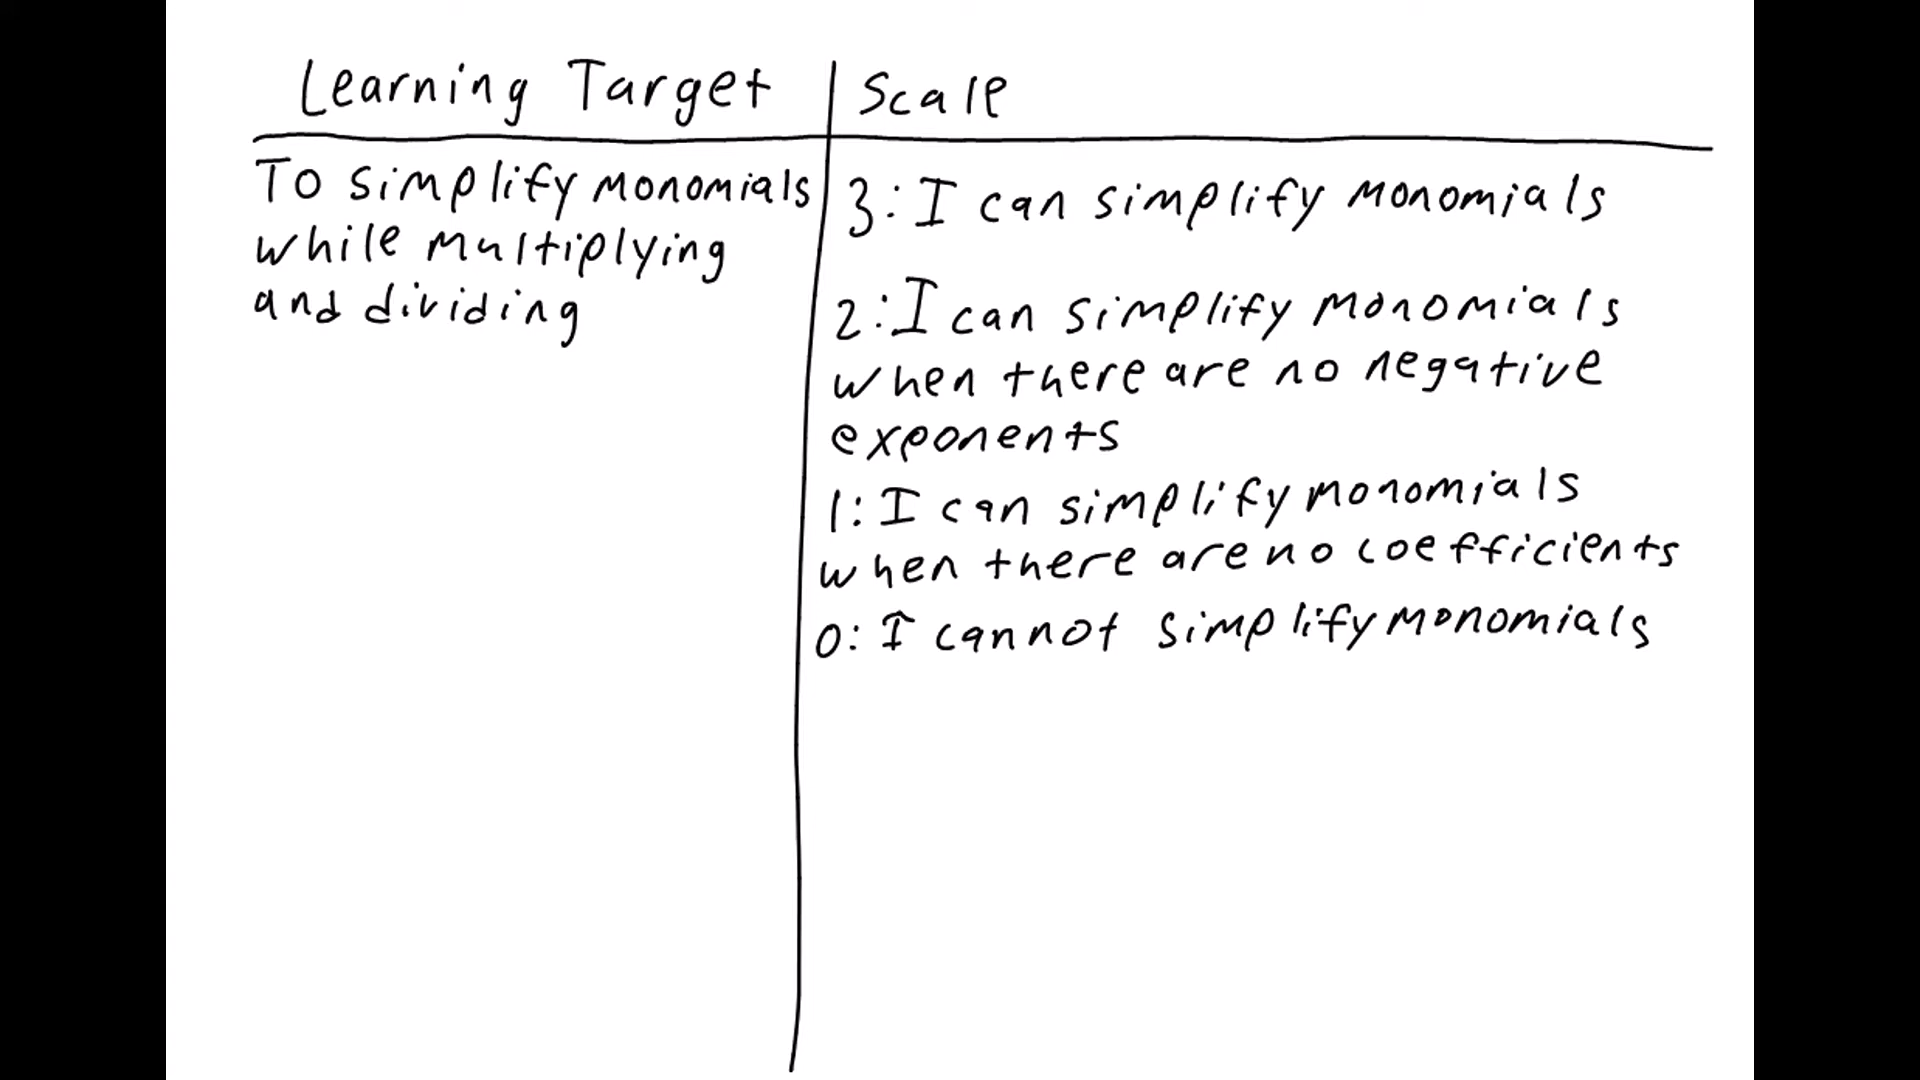 Learning Target
Scale
To simplify monomials
while multiplying
and dividing
3: I can simplify monomials
2: I can simplify monomials
when there are no negative
exponents
1: I can simplify monomials
when there are no coefficients
0: I cannot simplify monomials